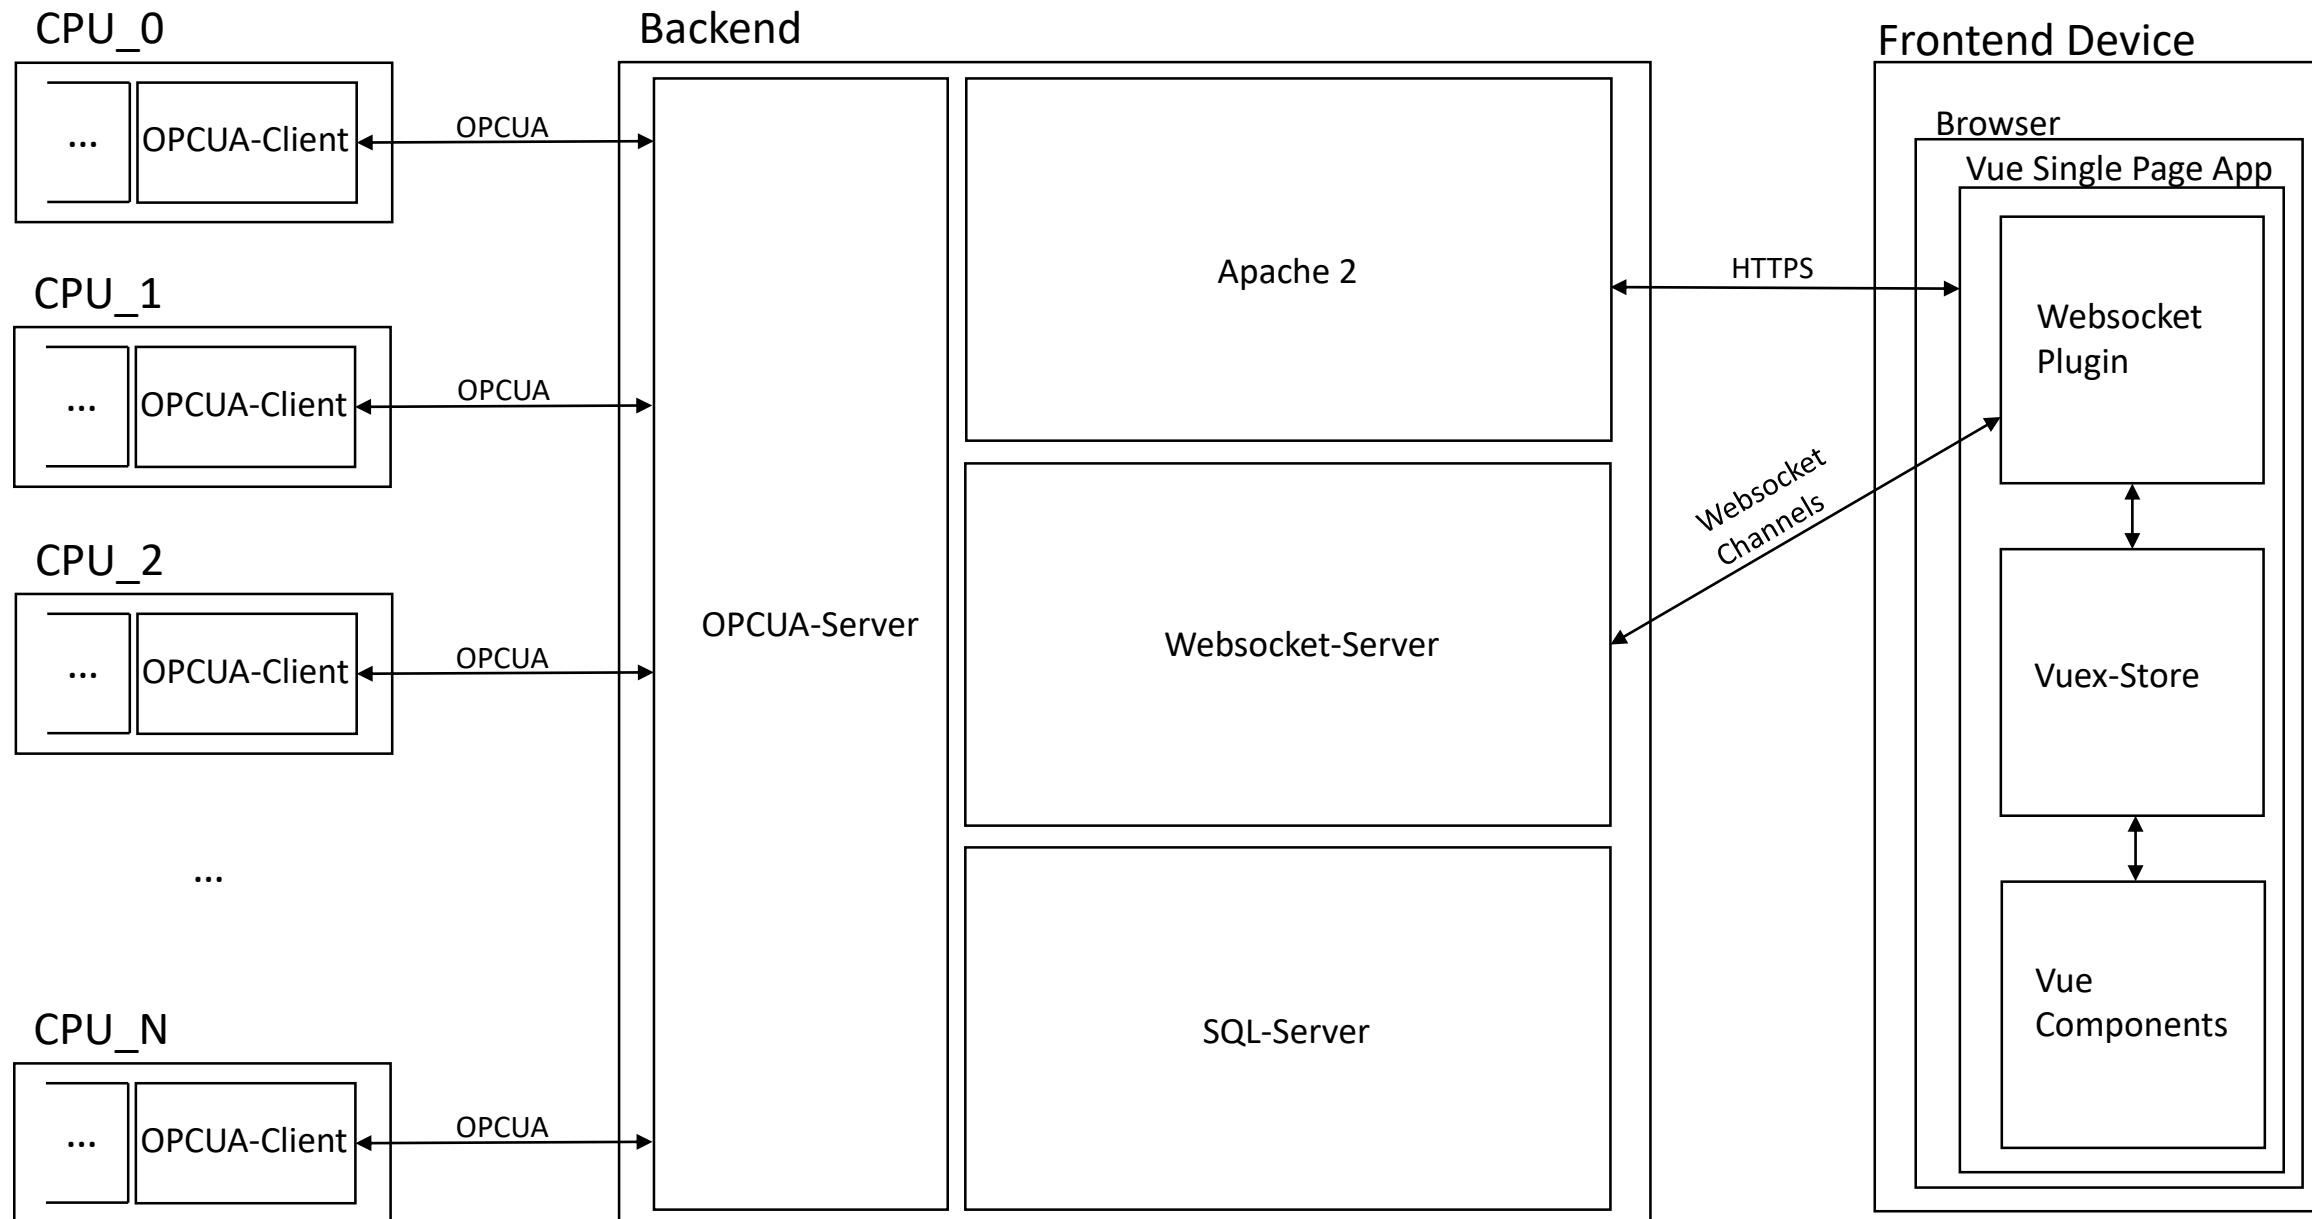 CPU_0
...
OPCUA-Client
OPCUA
CPU_1
...
OPCUA-Client
OPCUA
CPU_2
...
OPCUA-Client
OPCUA
...
CPU_N
...
OPCUA-Client
OPCUA
Backend
OPCUA-Server
Apache 2
Websocket-Server
SQL-Server
HTTPS
Websocket
Channels
Frontend Device
Browser
Vue Single Page App
Websocket
Plugin
Vuex-Store
Vue
Components